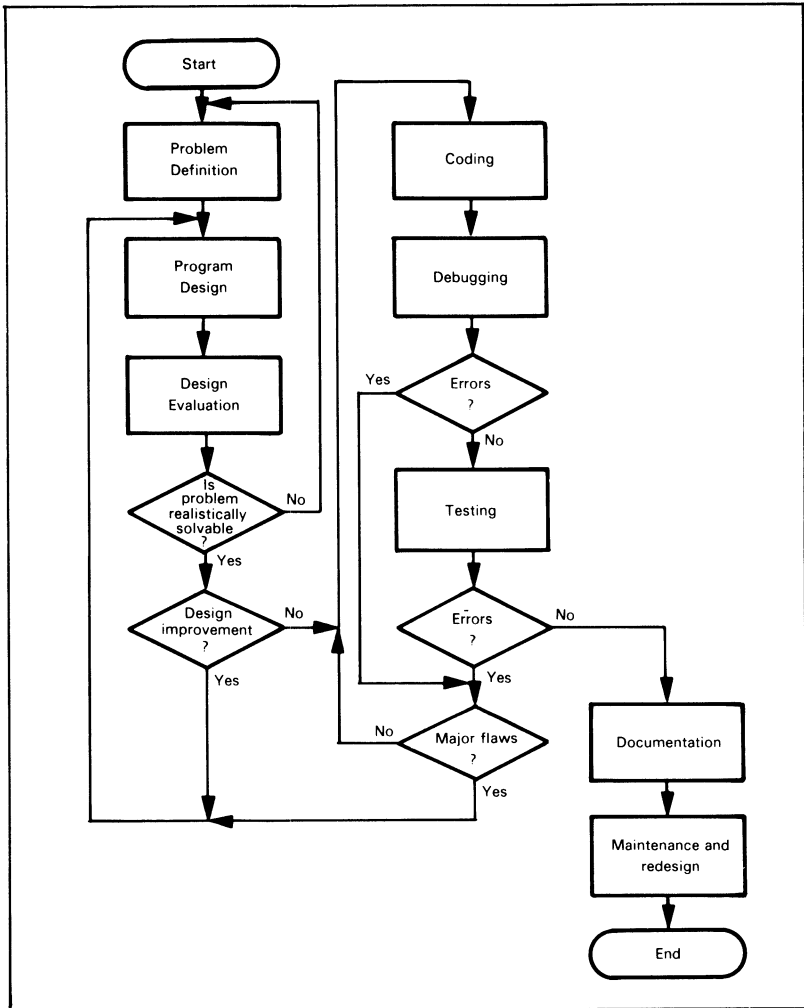 Start
Problem
Definition
Program
Design
Design
Evaluation
Is
problem
realistically
solvable
?
No
Yes
Design
improvement
?
No
Yes
Coding
Debugging
Errors
?
Yes
No
Testing
Errors
?
No
Yes
Major flaws
?
No
Yes
Documentation
Maintenance and
redesign
End